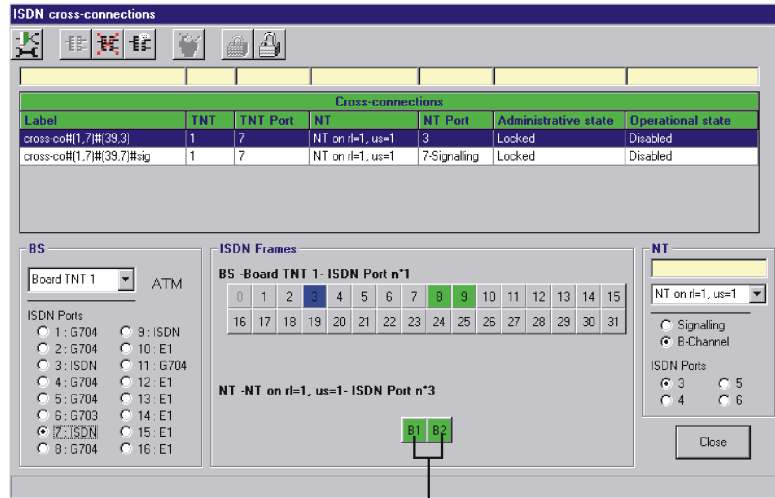 ISDN cross-connections
Cross-connections
Label TNT TNT Port NT NT Port Administrative state Operational state
cross-co#(1,7)#(39,3) 1 7 NT on rl=1, us=1 3 Locked Disabled
cross-co#(1,7)#(39,7)#sig 1 7 NT on rl=1, us=1 7-Signalling Locked Disabled
BS
Board TNT 1 ATM
ISDN Ports
1 : G704 9 : ISDN
2 : G704 10 : E1
3 : ISDN 11 : G704
4 : G704 12 : E1
5 : G704 13 : E1
6 : G703 14 : E1
7 : ISDN 15 : E1
8 : G704 16 : E1
ISDN Frames
BS -Board TNT 1- ISDN Port n°1
0 1 2 3 4 5 6 7 8 9 10 11 12 13 14 15
16 17 18 19 20 21 22 23 24 25 26 27 28 29 30 31
NT -NT on rl=1, us=1- ISDN Port n°3
B1 B2
NT
NT on rl=1, us=1
Signalling
B-Channel
ISDN Ports
3 5
4 6
Close